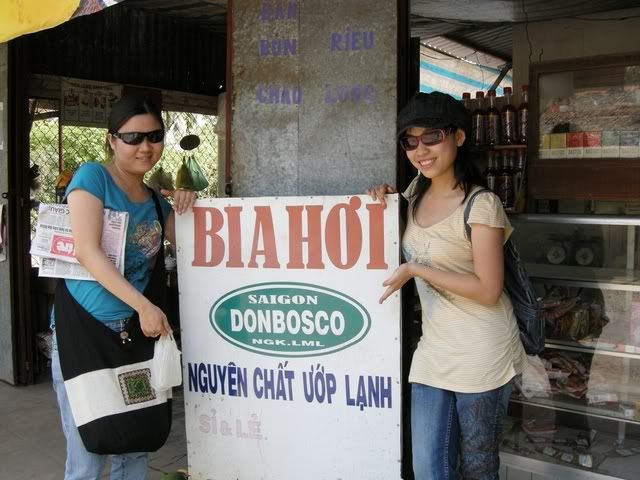 BÁN
BÚN RIÊU
CHÁO LÒNG
BIA HƠI
SAIGON
DONBOSCO
NGK.LML
NGUYÊN CHẤT ƯỚP LẠNH
SỈ & LẺ